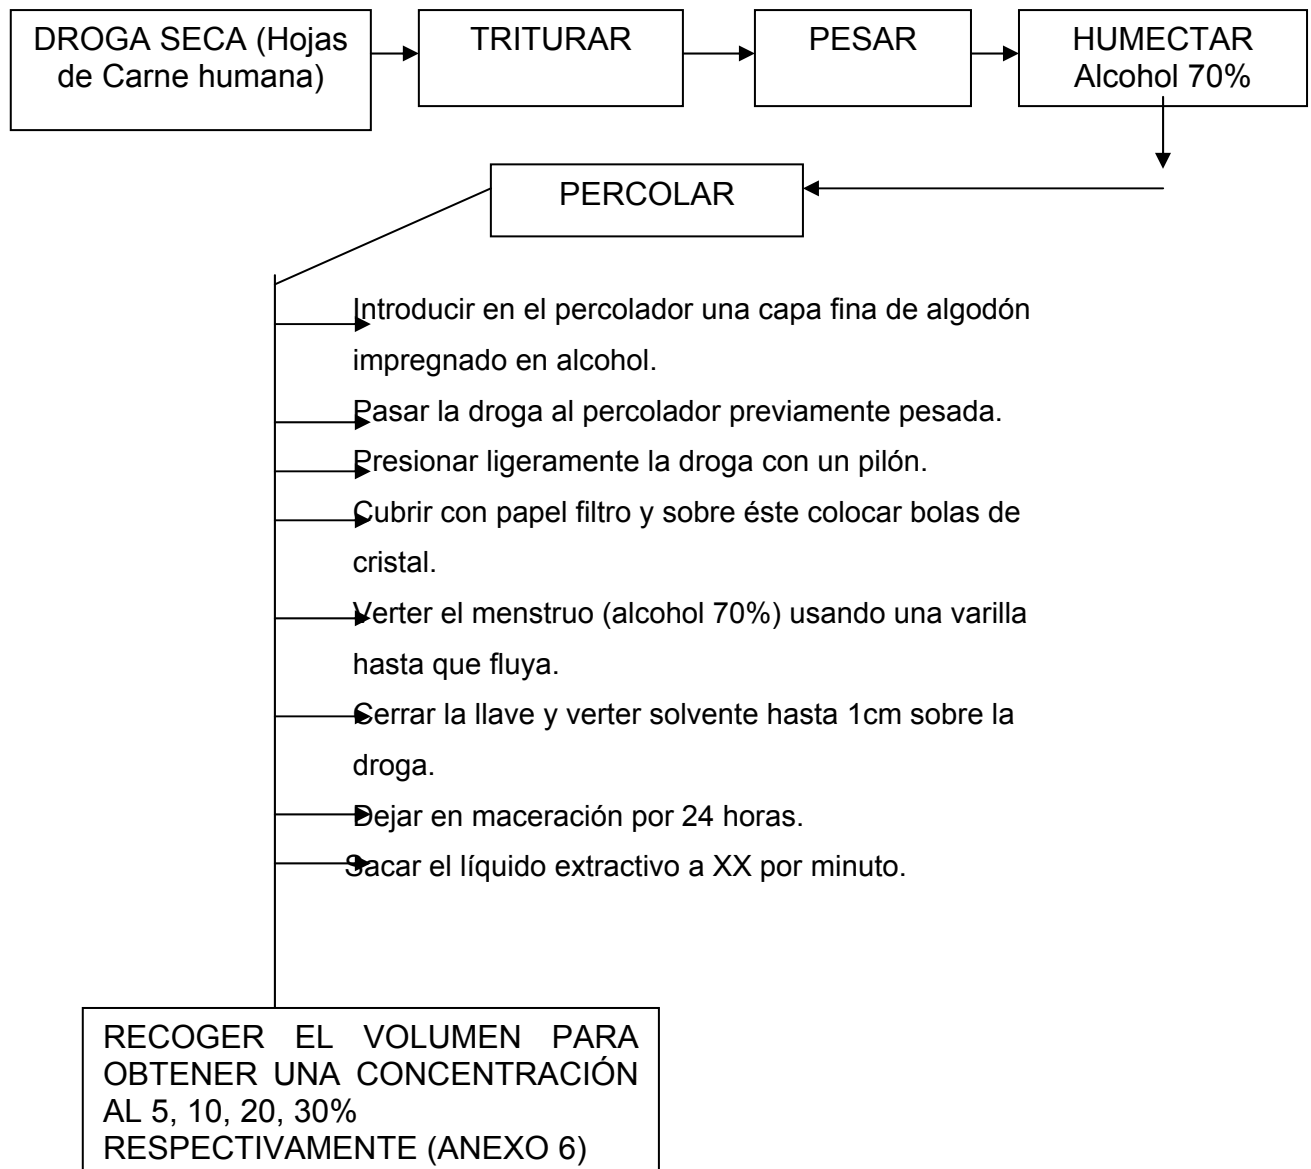 DROGA SECA (Hojas
de Carne humana)
TRITURAR
PESAR
HUMECTAR
Alcohol 70%
PERCOLAR
Introducir en el percolador una capa fina de algodón
impregnado en alcohol.
Pasar la droga al percolador previamente pesada.
Presionar ligeramente la droga con un pilón.
Cubrir con papel filtro y sobre éste colocar bolas de
cristal.
Verter el menstruo (alcohol 70%) usando una varilla
hasta que fluya.
Cerrar la llave y verter solvente hasta 1cm sobre la
droga.
Dejar en maceración por 24 horas.
Sacar el líquido extractivo a XX por minuto.
RECOGER EL VOLUMEN PARA
OBTENER UNA CONCENTRACIÓN
AL 5, 10, 20, 30%
RESPECTIVAMENTE (ANEXO 6)